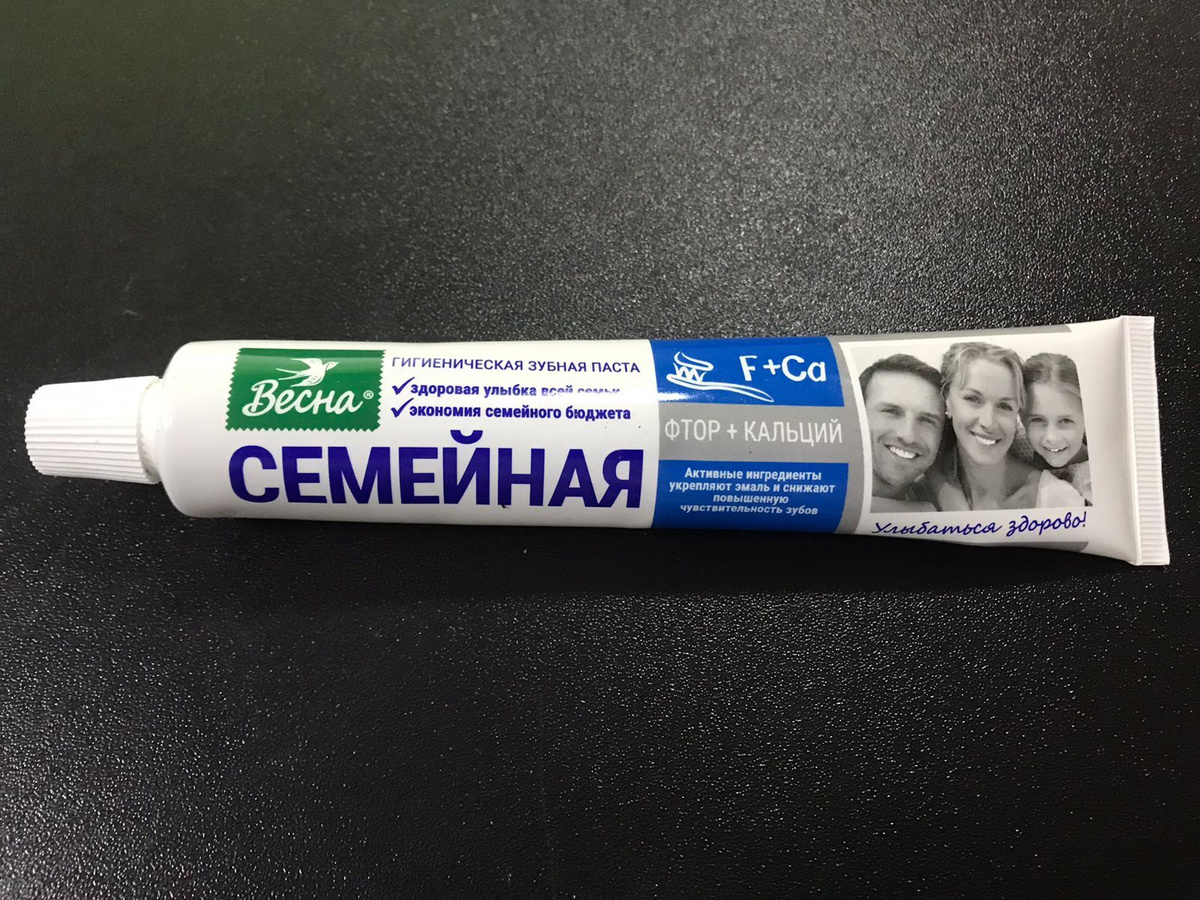 Весна®
ГИГИЕНИЧЕСКАЯ ЗУБНАЯ ПАСТА
здоровая улыбка всей семьи
экономия семейного бюджета
СЕМЕЙНАЯ
F+Ca
ФТОР + КАЛЬЦИЙ
Активные ингредиенты
укрепляют эмаль и снижают
повышенную
чувствительность зубов
Улыбаться здорово!